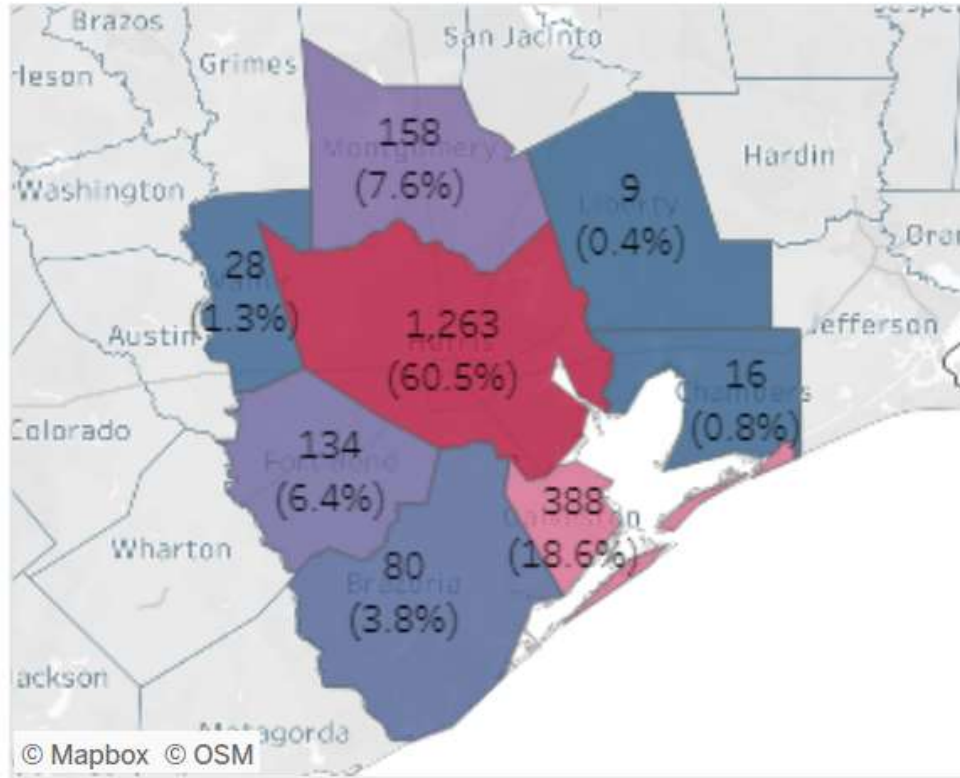 Brazos
San Jacinto
Grimes
158
Montgomery
(7.6%)
Hardin
Washington
9
Liberty
(0.4%)
28
(1.3%)
Austin
1,263
Harris
(60.5%)
Jefferson
16
Chambers
(0.8%)
Colorado
134
Fort Bend
(6.4%)
388
Galveston
(18.6%)
Wharton
80
Brazoria
(3.8%)
ackson
Matagorda
© Mapbox © OSM